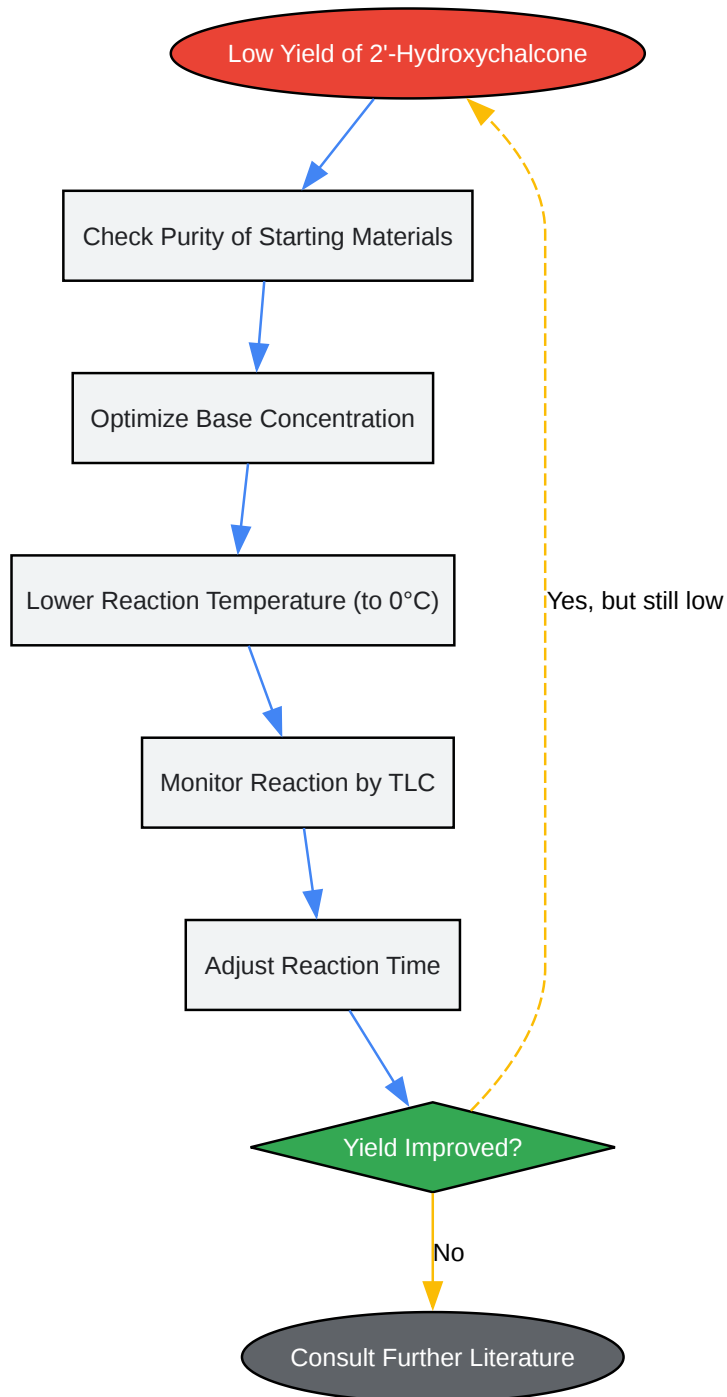 Low Yield of 2'-Hydroxychalcone
Check Purity of Starting Materials
Optimize Base Concentration
Lower Reaction Temperature (to 0°C)
Yes, but still low
Monitor Reaction by TLC
Adjust Reaction Time
Yield Improved?
No
Consult Further Literature